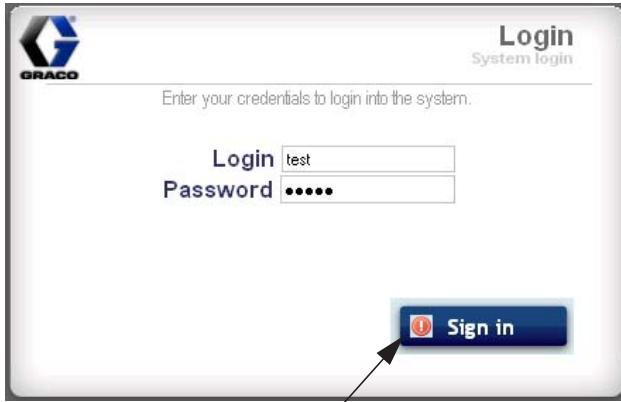 GRACO
Login
System login
Enter your credentials to login into the system.
Login test
Password •••••
Sign in